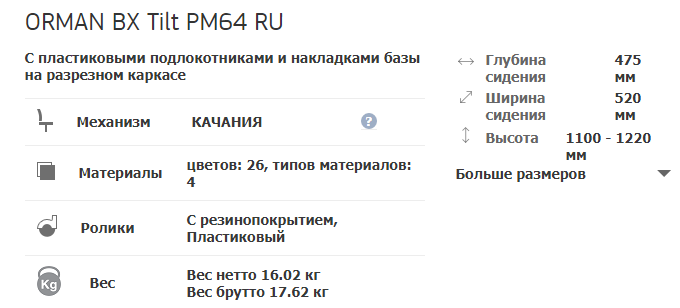 ORMAN BX Tilt PM64 RU
С пластиковыми подлокотниками и накладками базы
на разрезном каркасе
Механизм КАЧАНИЯ ?
Материалы цветов: 26, типов материалов:
4
Ролики С резинопокрытием,
Пластиковый
Kg Вес Вес нетто 16.02 кг
Вес брутто 17.62 кг
Глубина 475
сидения мм
Ширина 520
сидения мм
Высота 1100 - 1220
мм
Больше размеров